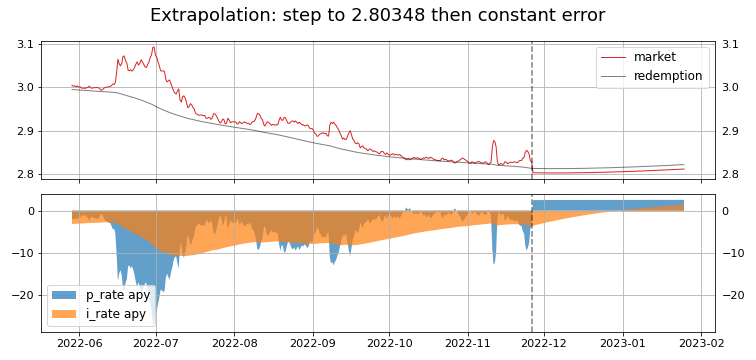 Extrapolation: step to 2.80348 then constant error
3.1 3.1
market
redemption
3.0 3.0
2.9 2.9
2.8 2.8
0 0
−10 −10
−20 −20
p_rate apy
i_rate apy
2022-06 2022-07 2022-08 2022-09 2022-10 2022-11 2022-12 2023-01 2023-02